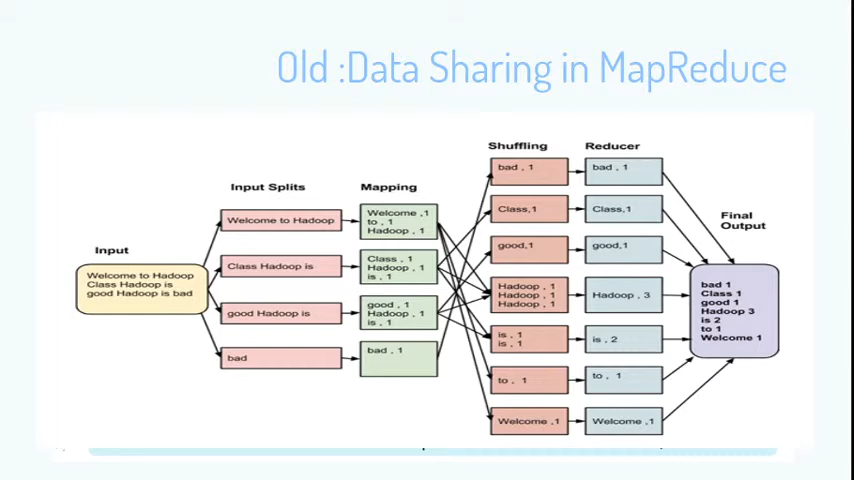 Old :Data Sharing in MapReduce
Input
Welcome to Hadoop
Class Hadoop is
good Hadoop is bad
Input Splits
Welcome to Hadoop
Class Hadoop is
good Hadoop is
bad
Mapping
Welcome ,1
to , 1
Hadoop , 1
Class , 1
Hadoop , 1
is , 1
good , 1
Hadoop , 1
is , 1
bad , 1
Shuffling
bad , 1
Class,1
good,1
Hadoop , 1
Hadoop , 1
Hadoop , 1
is , 1
is , 1
to , 1
Welcome ,1
Reducer
bad , 1
Class,1
good,1
Hadoop , 3
is , 2
to , 1
Welcome ,1
Final
Output
bad 1
Class 1
good 1
Hadoop 3
is 2
to 1
Welcome 1